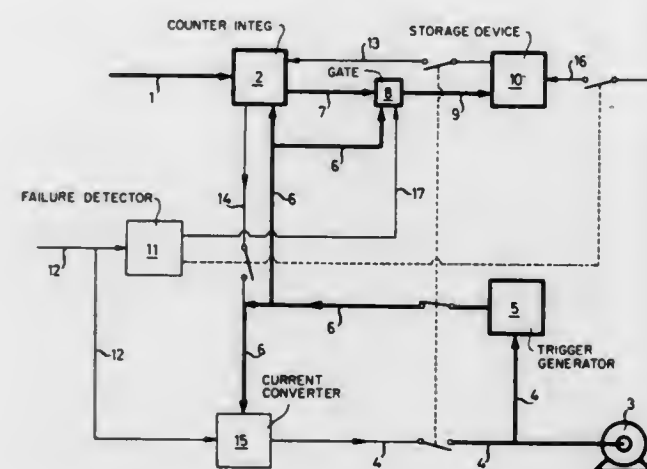 COUNTER INTEG
STORAGE DEVICE
13
GATE
16
2
8
10
1
7
9
6
FAILURE DETECTOR
14
6
17
11
12
5
6
12
6
TRIGGER
GENERATOR
CURRENT
CONVERTER
4
3
15
4
4